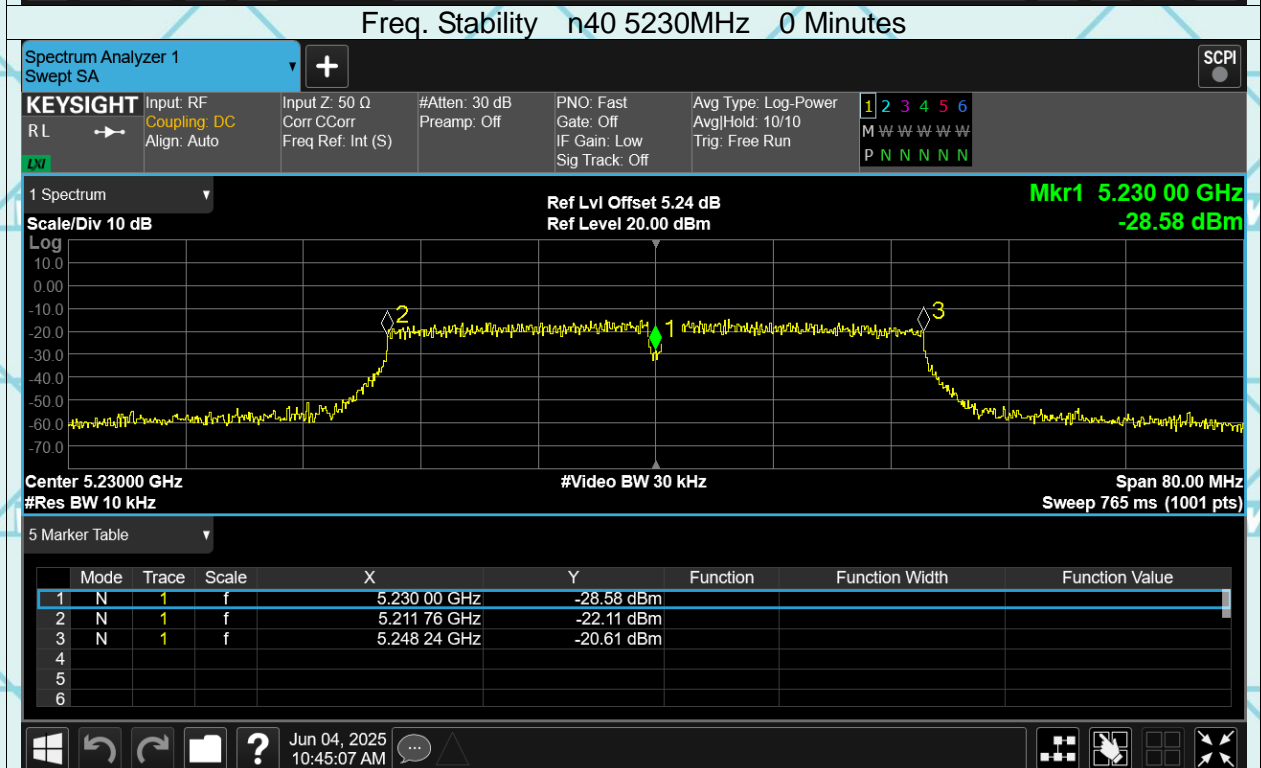 Freq. Stability n40 5230MHz 0 Minutes
Spectrum Analyzer 1
Swept SA
+
SCPI
KEYSIGHT
R L
LXI
Input: RF
Coupling: DC
Align: Auto
Input Z: 50 Ω
Corr CCorr
Freq Ref: Int (S)
#Atten: 30 dB
Preamp: Off
PNO: Fast
Gate: Off
IF Gain: Low
Sig Track: Off
Avg Type: Log-Power
Avg|Hold: 10/10
Trig: Free Run
1 2 3 4 5 6
M W W W W W
P N N N N N
1 Spectrum
Scale/Div 10 dB
Ref Lvl Offset 5.24 dB
Ref Level 20.00 dBm
Mkr1 5.230 00 GHz
-28.58 dBm
Log
10.0
0.00
-10.0
-20.0
-30.0
-40.0
-50.0
-60.0
-70.0
2
1
3
Center 5.23000 GHz
#Video BW 30 kHz
Span 80.00 MHz
#Res BW 10 kHz
Sweep 765 ms (1001 pts)
5 Marker Table
Mode Trace Scale X Y Function Function Width Function Value
1 N 1 f 5.230 00 GHz -28.58 dBm
2 N 1 f 5.211 76 GHz -22.11 dBm
3 N 1 f 5.248 24 GHz -20.61 dBm
4
5
6
?
Jun 04, 2025
10:45:07 AM